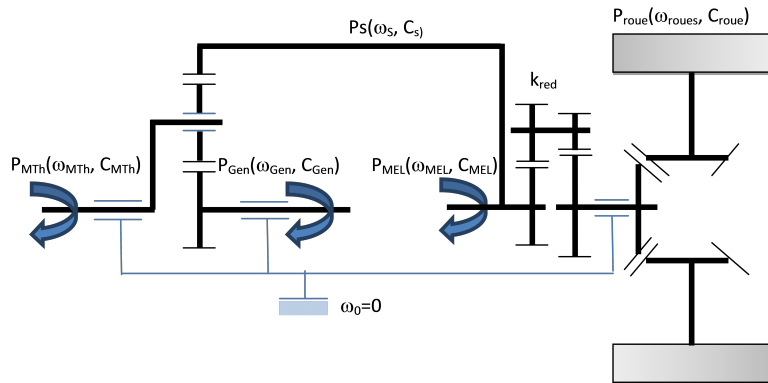 P_roue(ω_roues, C_roue)
Ps(ω_S, C_s)
k_red
P_MTh(ω_MTh, C_MTh)
P_Gen(ω_Gen, C_Gen)
P_MEL(ω_MEL, C_MEL)
ω_0=0